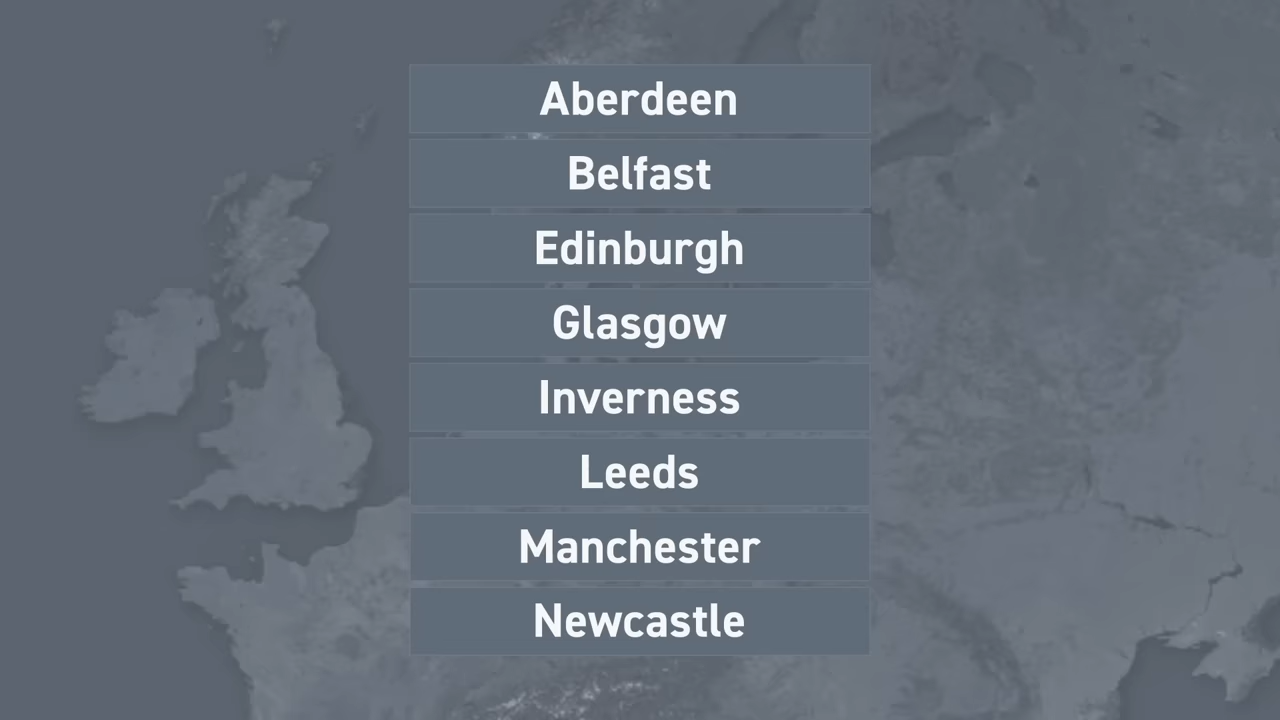 Aberdeen
Belfast
Edinburgh
Glasgow
Inverness
Leeds
Manchester
Newcastle